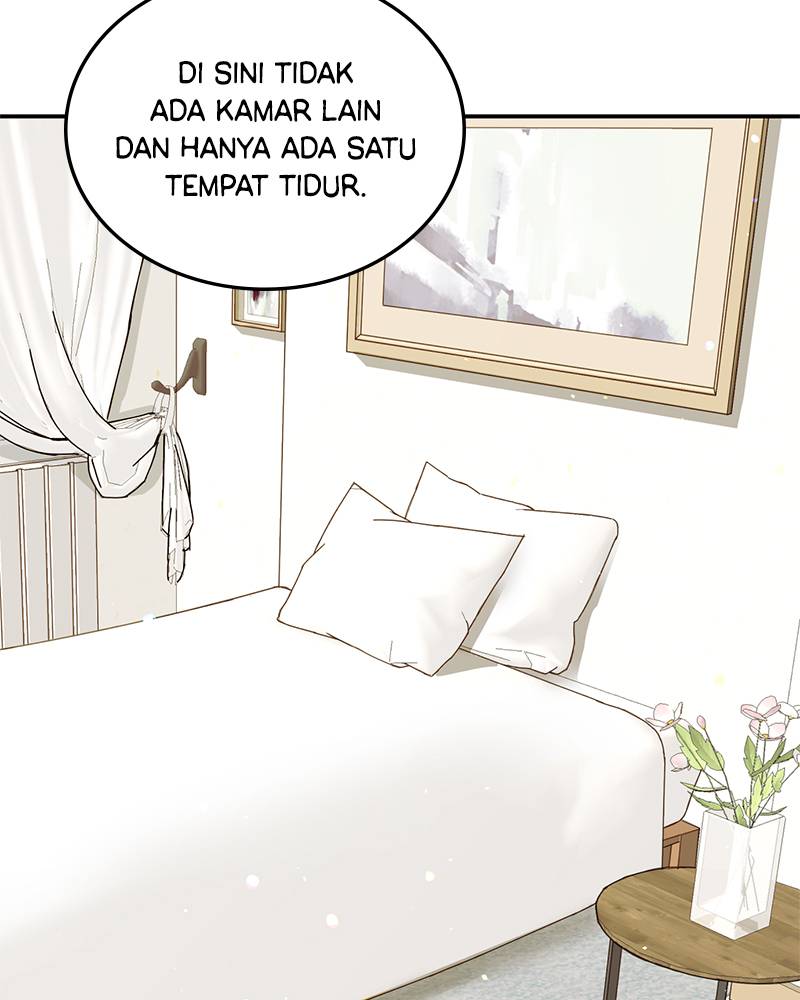 DI SINI TIDAK
ADA KAMAR LAIN
DAN HANYA ADA SATU
TEMPAT TIDUR.